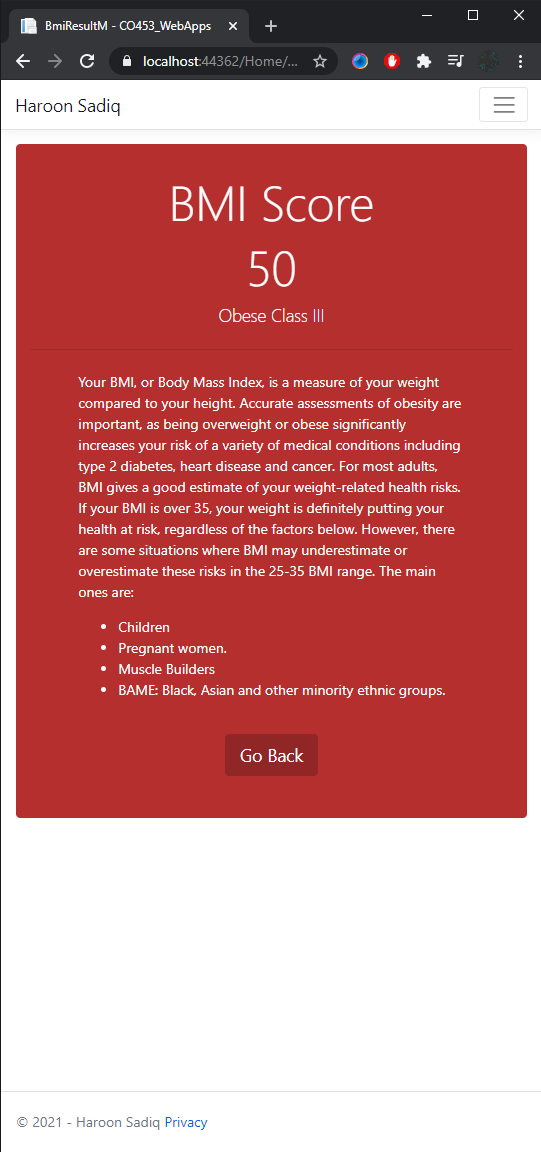 BmiResultM - CO453_WebApps
localhost:44362/Home/...
Haroon Sadiq
BMI Score
50
Obese Class III
Your BMI, or Body Mass Index, is a measure of your weight
compared to your height. Accurate assessments of obesity are
important, as being overweight or obese significantly
increases your risk of a variety of medical conditions including
type 2 diabetes, heart disease and cancer. For most adults,
BMI gives a good estimate of your weight-related health risks.
If your BMI is over 35, your weight is definitely putting your
health at risk, regardless of the factors below. However, there
are some situations where BMI may underestimate or
overestimate these risks in the 25-35 BMI range. The main
ones are:
• Children
• Pregnant women.
• Muscle Builders
• BAME: Black, Asian and other minority ethnic groups.
Go Back
© 2021 - Haroon Sadiq Privacy